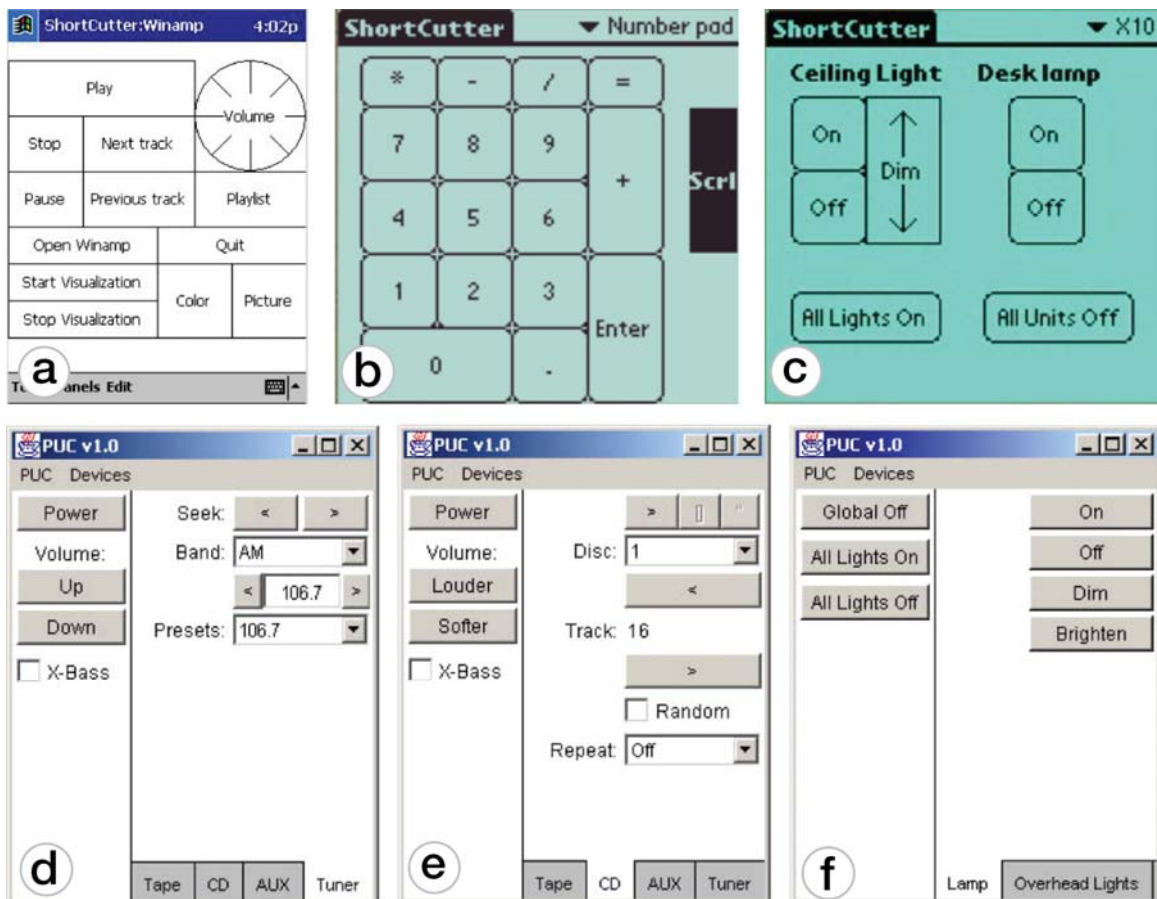 ShortCutter:Winamp 4:02p
Play
Volume
Stop Next track
Pause Previous track Playlist
Open Winamp Quit
Start Visualization
Color Picture
Stop Visualization
Edit
a
ShortCutter Number pad
* - / =
7 8 9
+
Scrl
4 5 6
1 2 3
Enter
0 .
b
ShortCutter X10
Ceiling Light Desk lamp
On On
Dim
Off Off
All Lights On All Units Off
c
PUC v1.0
PUC Devices
Power Seek: < >
Volume: Band: AM
Up < 106.7 >
Down Presets: 106.7
X-Bass
d
Tape CD AUX Tuner
PUC v1.0
PUC Devices
Power > [] "
Volume: Disc: 1
Louder <
Softer Track: 16
X-Bass >
Random
Repeat: Off
e
Tape CD AUX Tuner
PUC v1.0
PUC Devices
Global Off On
All Lights On Off
All Lights Off Dim
Brighten
f
Lamp Overhead Lights